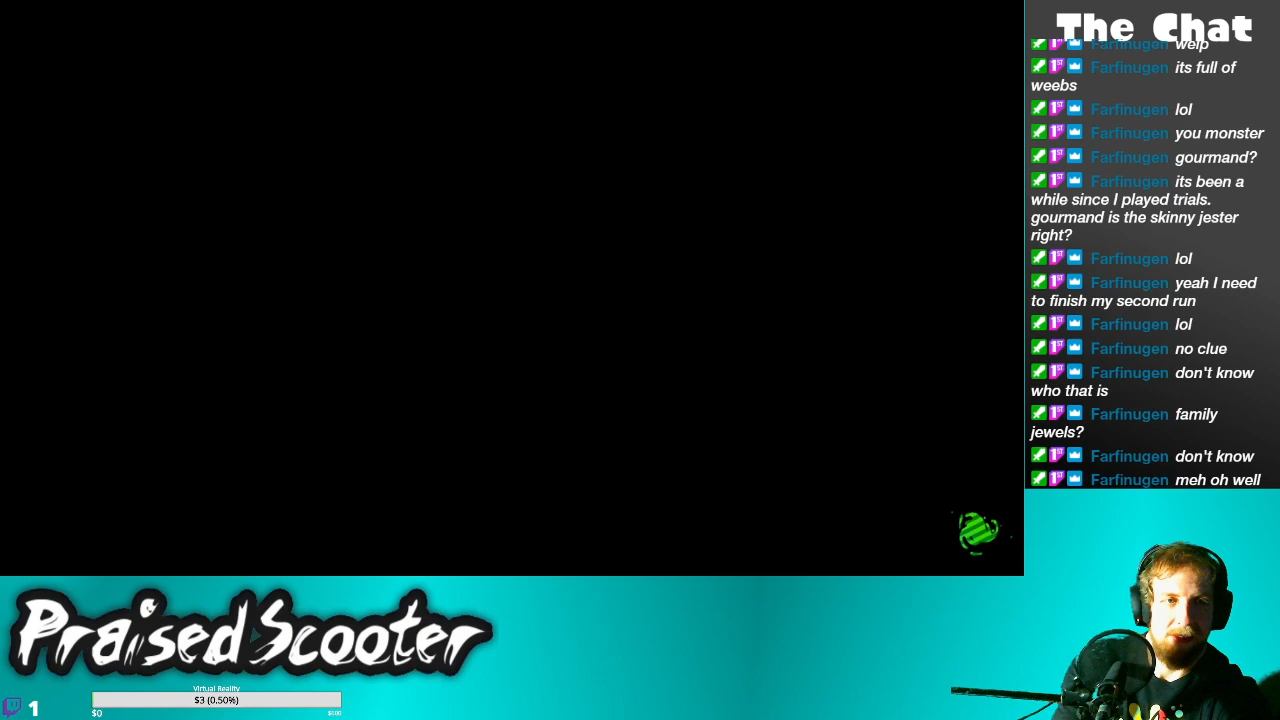 The Chat
Farfinugen welp
Farfinugen its full of
weebs
Farfinugen lol
Farfinugen you monster
Farfinugen gourmand?
Farfinugen its been a
while since I played trials.
gourmand is the skinny jester
right?
Farfinugen lol
Farfinugen yeah I need
to finish my second run
Farfinugen lol
Farfinugen no clue
Farfinugen don't know
who that is
Farfinugen family
jewels?
Farfinugen don't know
Farfinugen meh oh well
PraisedScooter
Virtual Reality
$3 (0.50%)
$0
1